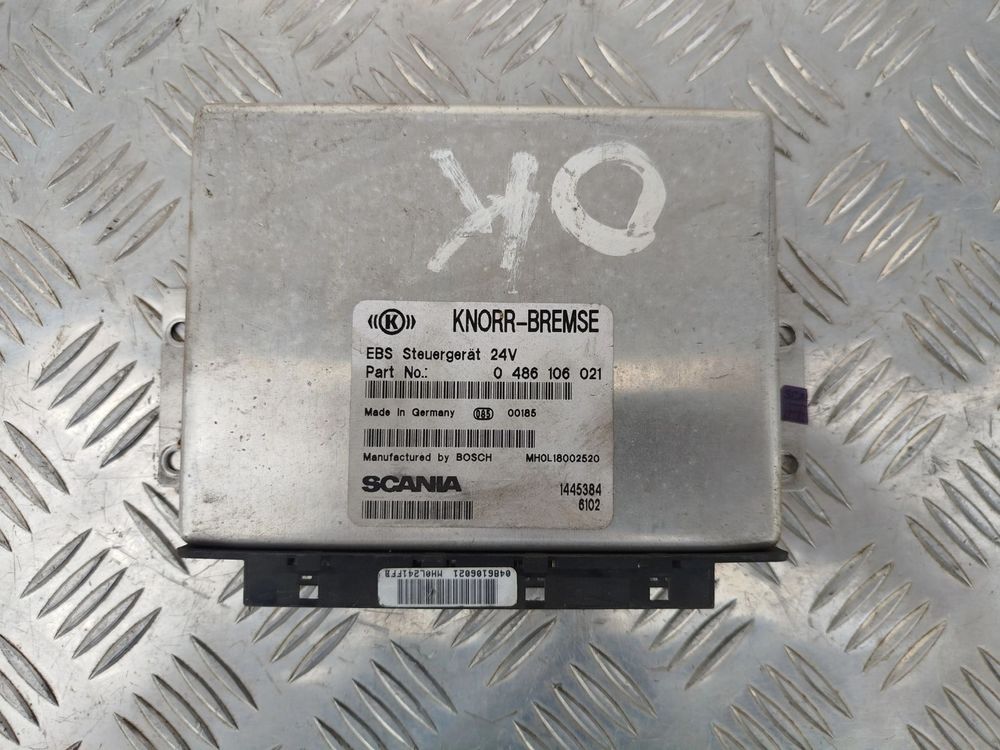 OK
K KNORR-BREMSE
EBS Steuergerät 24V
Part No.: 0 486 106 021
Made in Germany 085 00185
Manufactured by BOSCH MH0L18002520
SCANIA 1445384
6102
0486106021 MH0L241FFB